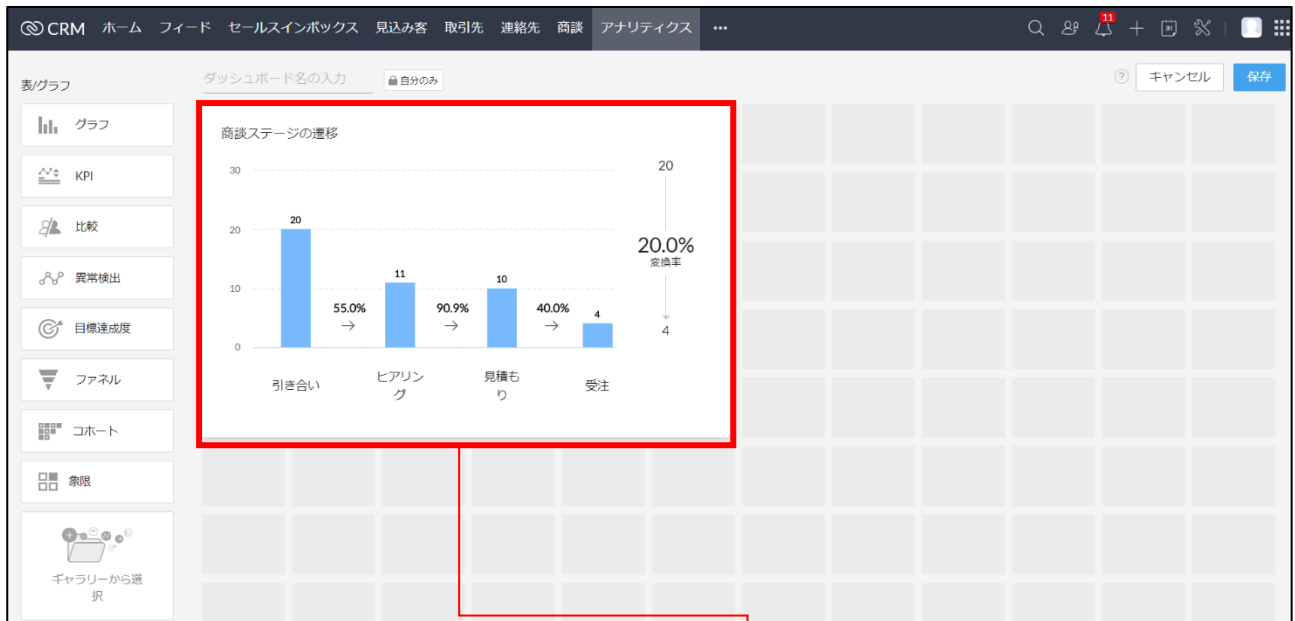 CRM ホーム フィード セールスインボックス 見込み客 取引先 連絡先 商談 アナリティクス ••• 11
表/グラフ
ダッシュボード名の入力 自分のみ ? キャンセル 保存
グラフ
KPI
比較
異常検出
目標達成度
ファネル
コホート
象限
ギャラリーから選
択
商談ステージの遷移
30
20
10
0
20
11
10
4
55.0%
→
90.9%
→
40.0%
→
引き合い
ヒアリン
グ
見積も
り
受注
20
20.0%
変換率
4